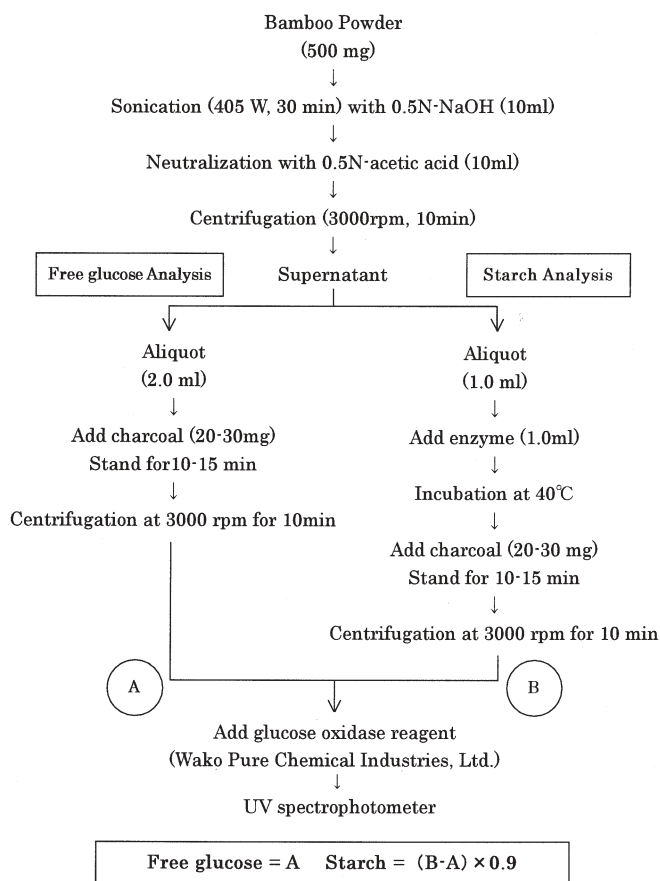 Bamboo Powder
(500 mg)
↓
Sonication (405 W, 30 min) with 0.5N-NaOH (10ml)
↓
Neutralization with 0.5N-acetic acid (10ml)
↓
Centrifugation (3000rpm, 10min)
↓
Free glucose Analysis
Supernatant
Starch Analysis
Aliquot
(2.0 ml)
↓
Add charcoal (20-30mg)
Stand for10-15 min
↓
Centrifugation at 3000 rpm for 10min
Aliquot
(1.0 ml)
↓
Add enzyme (1.0ml)
↓
Incubation at 40℃
↓
Add charcoal (20-30 mg)
Stand for 10-15 min
↓
Centrifugation at 3000 rpm for 10 min
A
B
Add glucose oxidase reagent
(Wako Pure Chemical Industries, Ltd.)
↓
UV spectrophotometer
Free glucose = A Starch = (B-A) × 0.9